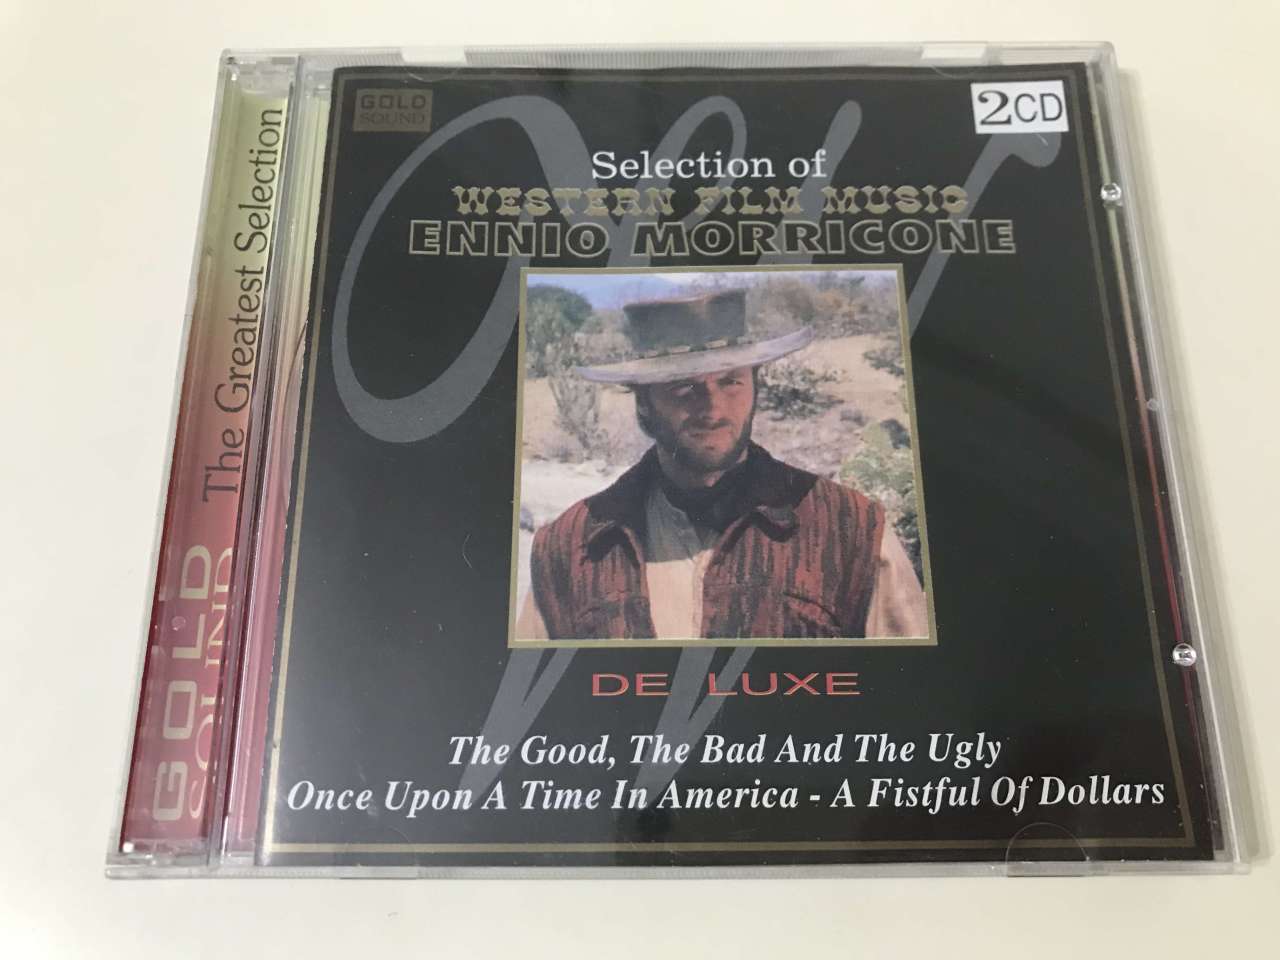 GOLD
SOUND
2CD
Selection of
WESTERN FILM MUSIC
ENNIO MORRICONE
DE LUXE
The Good, The Bad And The Ugly
Once Upon A Time In America - A Fistful Of Dollars
GOLD
SOUND
The Greatest Selection